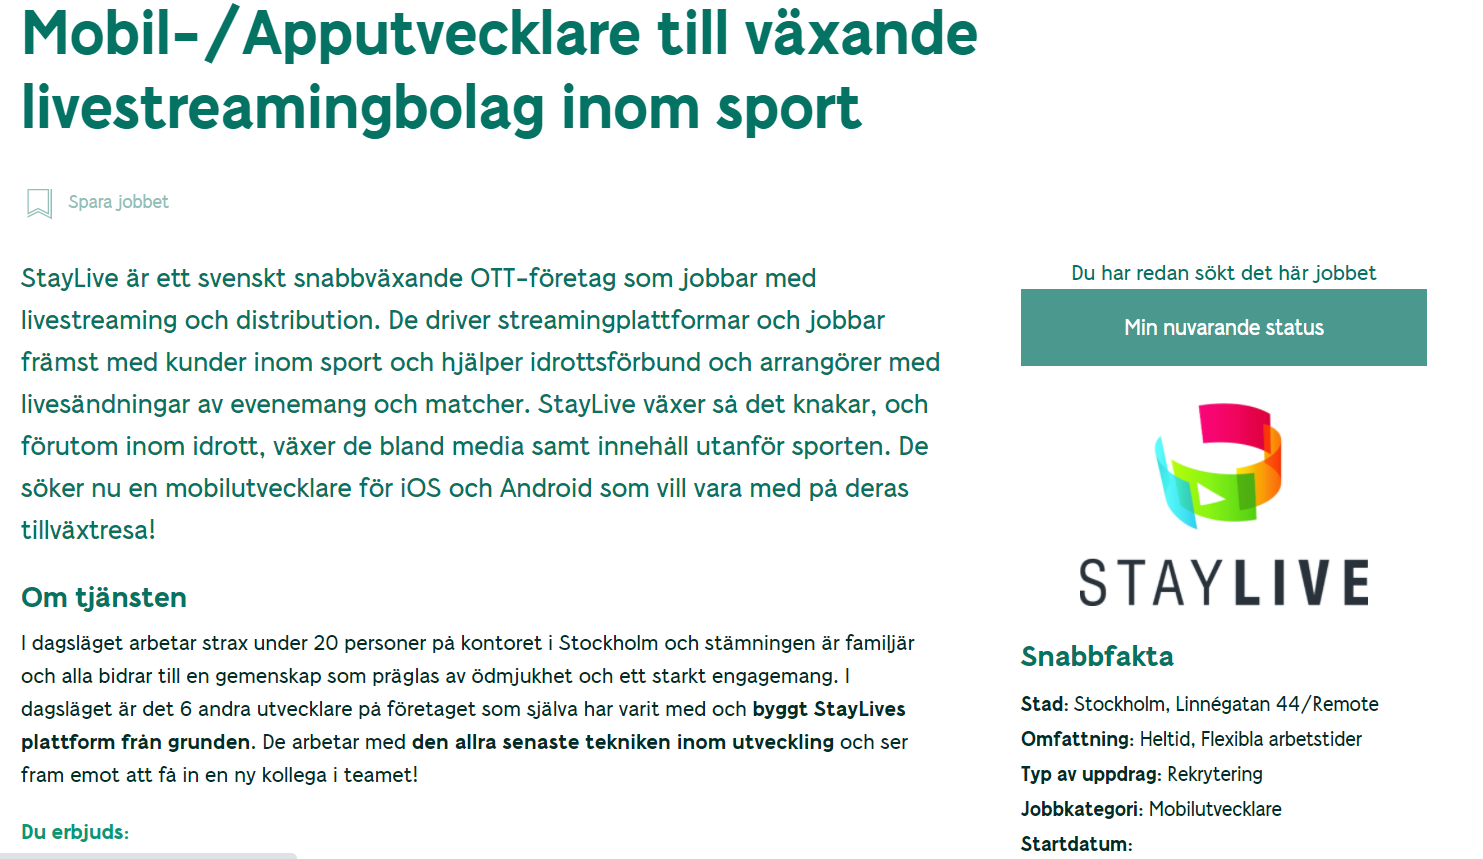 Mobil-/Apputvecklare till växande
livestreamingbolag inom sport
Spara jobbet
StayLive är ett svenskt snabbväxande OTT-företag som jobbar med
livestreaming och distribution. De driver streamingplattformar och jobbar
främst med kunder inom sport och hjälper idrottsförbund och arrangörer med
livesändningar av evenemang och matcher. StayLive växer så det knakar, och
förutom inom idrott, växer de bland media samt innehåll utanför sporten. De
söker nu en mobilutvecklare för iOS och Android som vill vara med på deras
tillväxtresa!
Om tjänsten
I dagsläget arbetar strax under 20 personer på kontoret i Stockholm och stämningen är familjär
och alla bidrar till en gemenskap som präglas av ödmjukhet och ett starkt engagemang. I
dagsläget är det 6 andra utvecklare på företaget som själva har varit med och byggt StayLives
plattform från grunden. De arbetar med den allra senaste tekniken inom utveckling och ser
fram emot att få in en ny kollega i teamet!
Du erbjuds:
Du har redan sökt det här jobbet
Min nuvarande status
STAYLIVE
Snabbfakta
Stad: Stockholm, Linnégatan 44/Remote
Omfattning: Heltid, Flexibla arbetstider
Typ av uppdrag: Rekrytering
Jobbkategori: Mobilutvecklare
Startdatum: